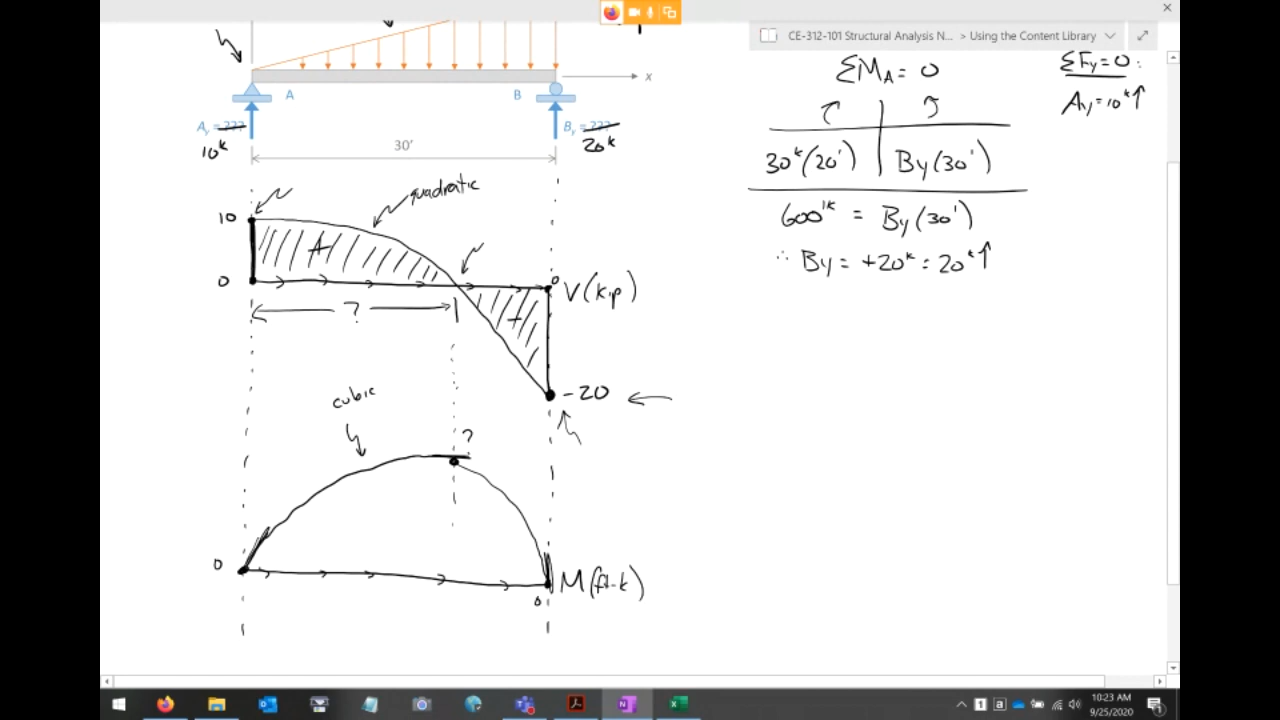 CE-312-101 Structural Analysis N... > Using the Content Library
ΣM_A = 0
ΣFy = 0:
Ay = 10ᵏ↑
30ᵏ(20') By(30')
600'ᵏ = By(30')
∴ By = +20ᵏ = 20ᵏ↑
x
A
B
Ay = ???
10ᵏ
By = ???
20ᵏ
30'
quadratic
10
+
0
0
V(kip)
?
-
-20
cubic
?
0
M(ft-k)
0
10:23 AM
9/25/2020